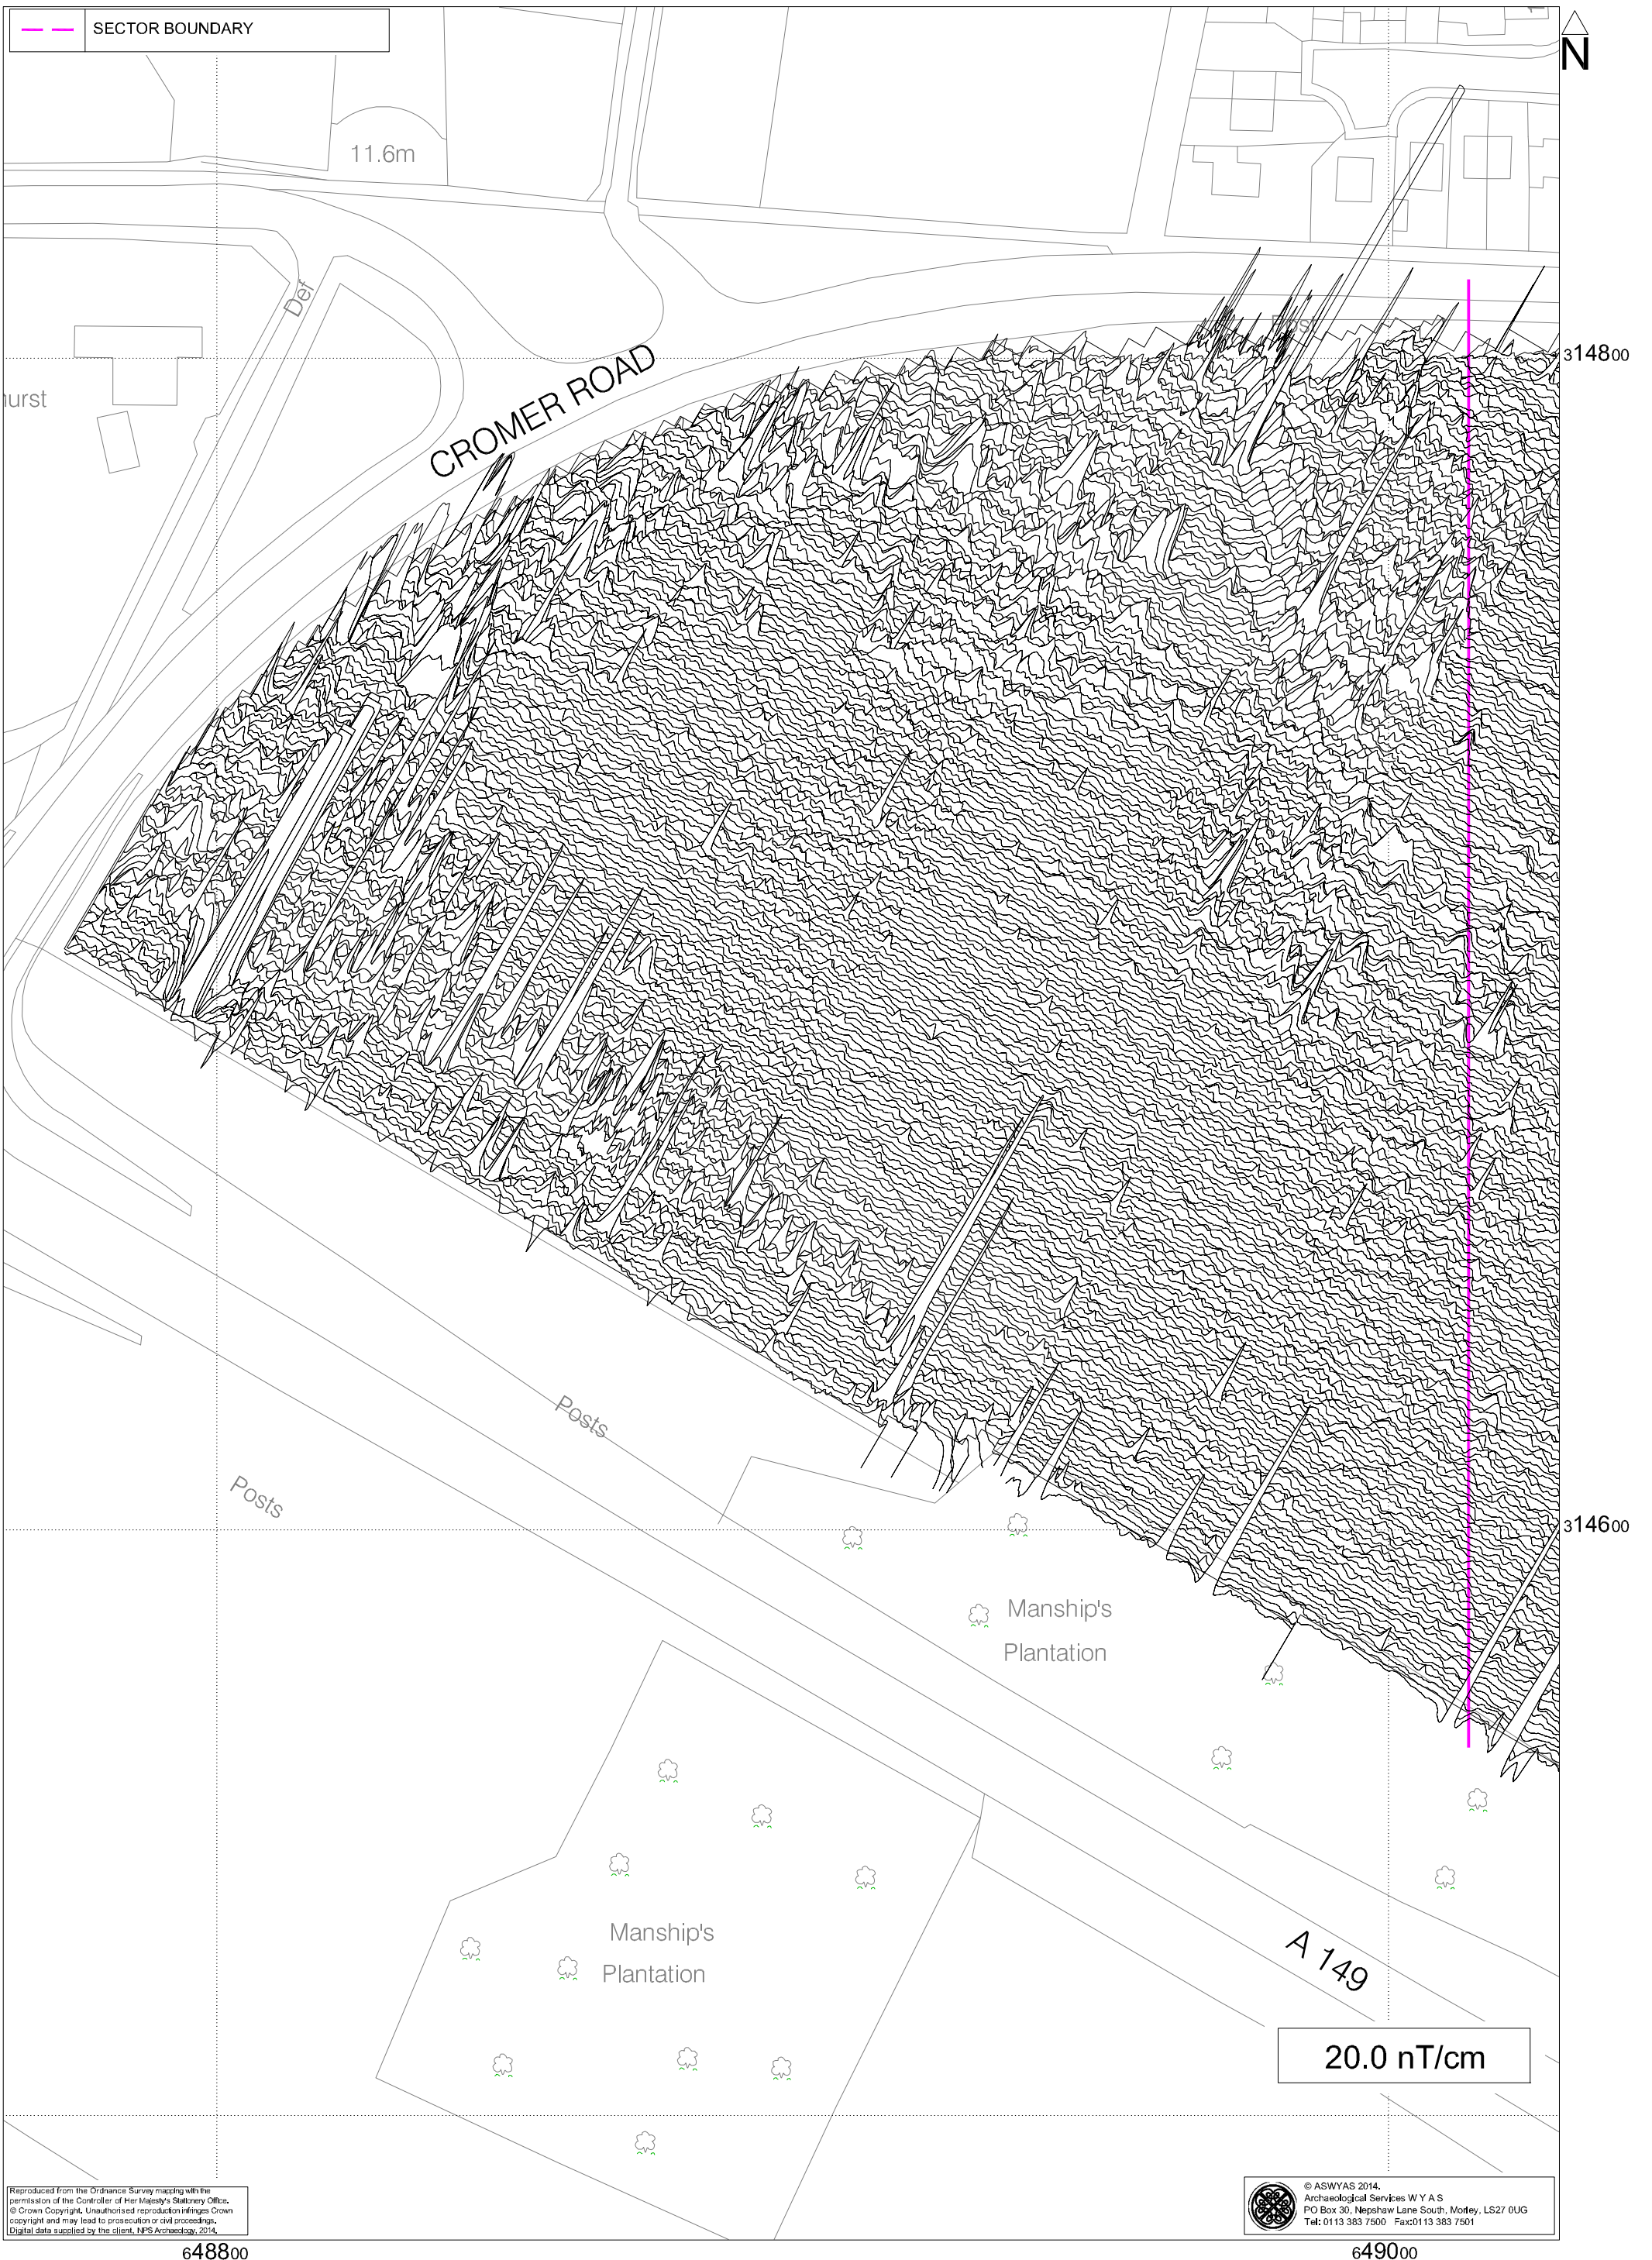 SECTOR BOUNDARY
N
11.6m
Def
Post
314800
CROMER ROAD
Posts
Posts
314600
Manship's
Plantation
Manship's
Plantation
A 149
20.0 nT/cm
Reproduced from the Ordnance Survey mapping with the
permission of the Controller of Her Majesty's Stationery Office.
© Crown Copyright. Unauthorised reproduction infringes Crown
copyright and may lead to prosecution or civil proceedings.
Digital data supplied by the client, NPS Archaeology, 2014.
© ASWYAS 2014.
Archaeological Services W Y A S
PO Box 30, Nepshaw Lane South, Morley, LS27 0UG
Tel: 0113 383 7500 Fax:0113 383 7501
648800
649000